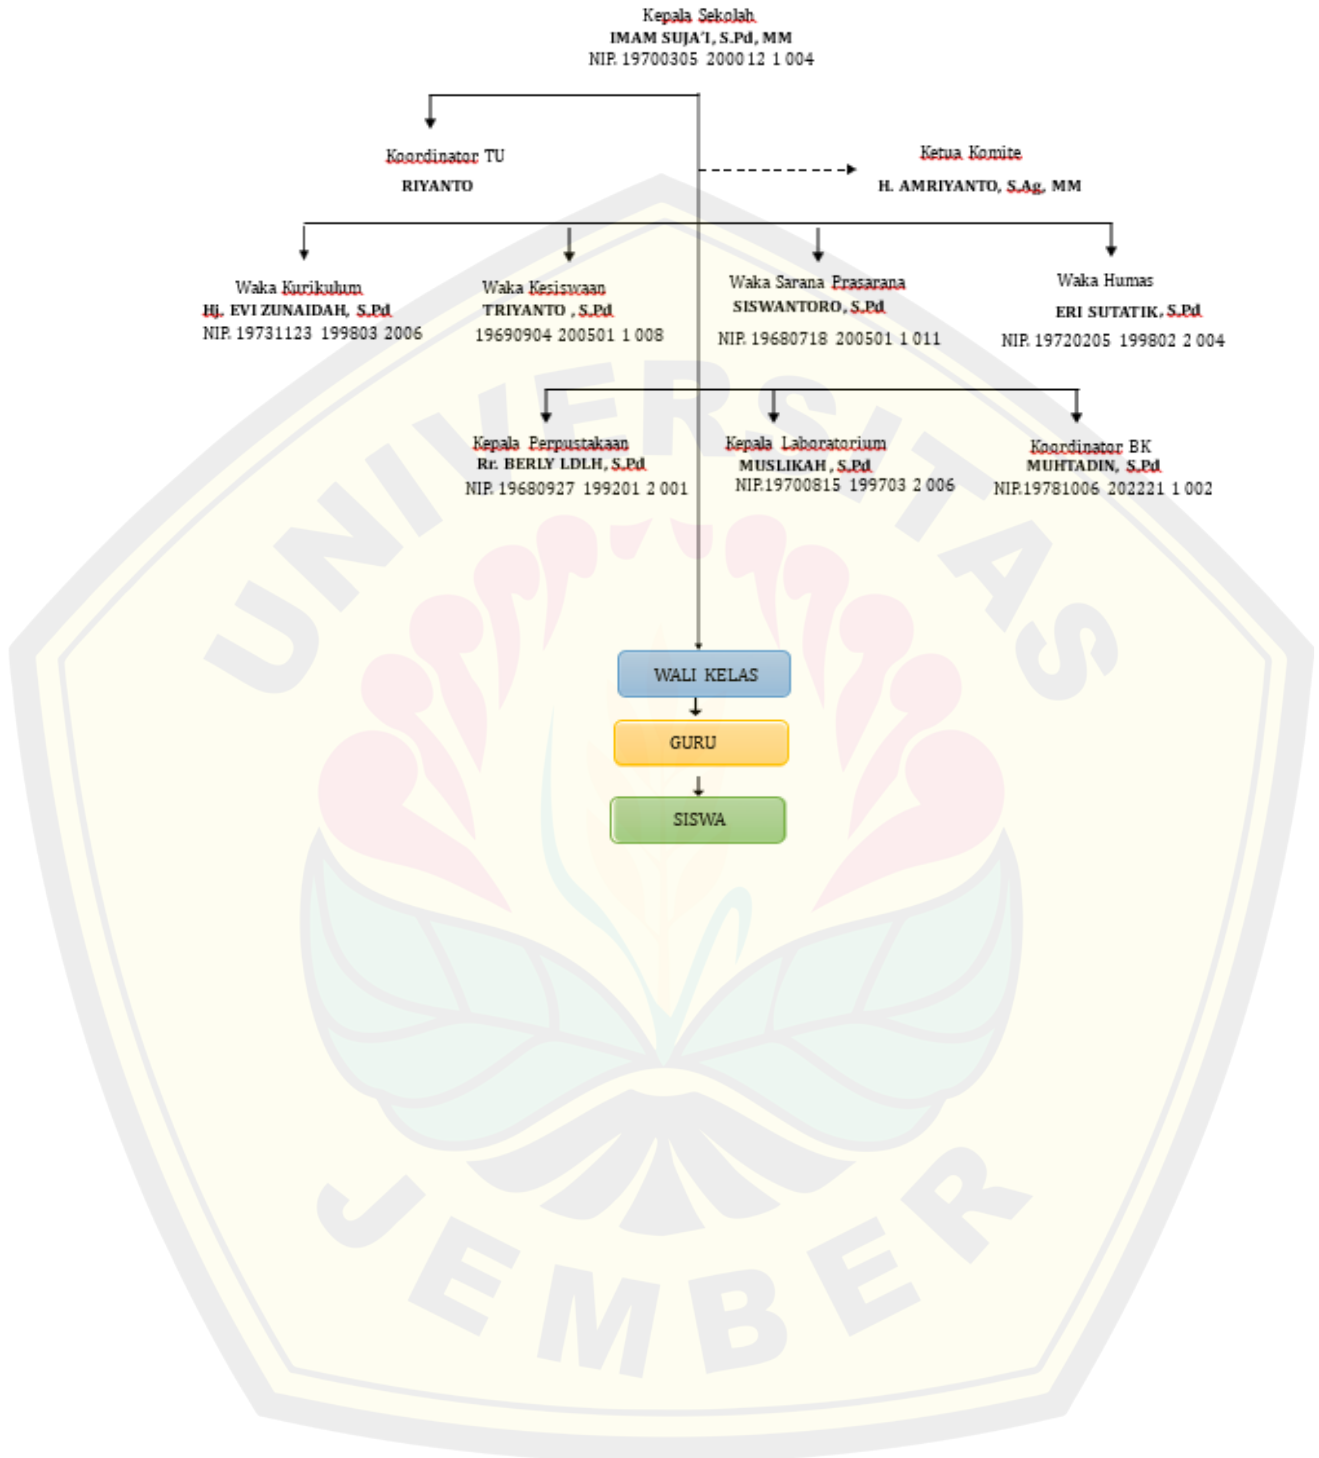 Kepala Sekolah
IMAM SUJA'I, S.Pd, MM
NIP. 19700305 200012 1 004
Koordinator TU
RIYANTO
Ketua Komite
H. AMRIYANTO, S.Ag, MM
Waka Kurikulum
Hj. EVI ZUNAIDAH, S.Pd
NIP. 19731123 199803 2006
Waka Kesiswaan
TRIYANTO , S.Pd
19690904 200501 1 008
Waka Sarana Prasarana
SISWANTORO, S.Pd
NIP. 19680718 200501 1 011
Waka Humas
ERI SUTATIK, S.Pd
NIP. 19720205 199802 2 004
Kepala Perpustakaan
Rr. BERLY LDLH, S.Pd
NIP. 19680927 199201 2 001
Kepala Laboratorium
MUSLIKAH, S.Pd
NIP.19700815 199703 2 006
Koordinator BK
MUHTADIN, S.Pd
NIP.19781006 202221 1 002
WALI KELAS
GURU
SISWA
UNIVERSITAS
JEMBER